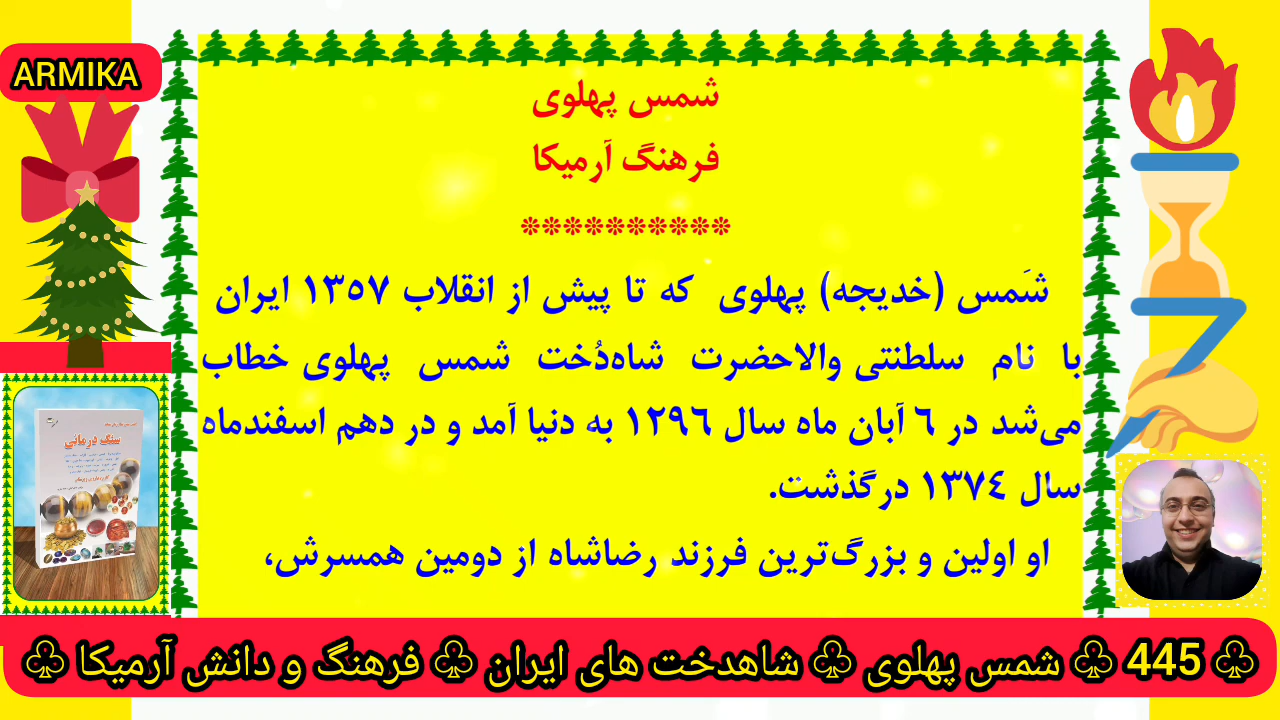 ARMIKA
شمس پهلوی
فرهنگ آرمیکا
❊❊❊❊❊❊❊❊❊❊
شَمس (خدیجه) پهلوی که تا پیش از انقلاب ۱۳۵۷ ایران
با نام سلطنتی والاحضرت شاه‌دُخت شمس پهلوی خطاب
می‌شد در ٦ آبان ماه سال ۱۲۹٦ به دنیا آمد و در دهم اسفندماه
سال ۱۳۷٤ درگذشت.
او اولین و بزرگ‌ترین فرزند رضاشاه از دومین همسرش،
سنگ درمانی
♧ 445 ♧ شمس پهلوی ♧ شاهدخت های ایران ♧ فرهنگ و دانش آرمیکا ♧